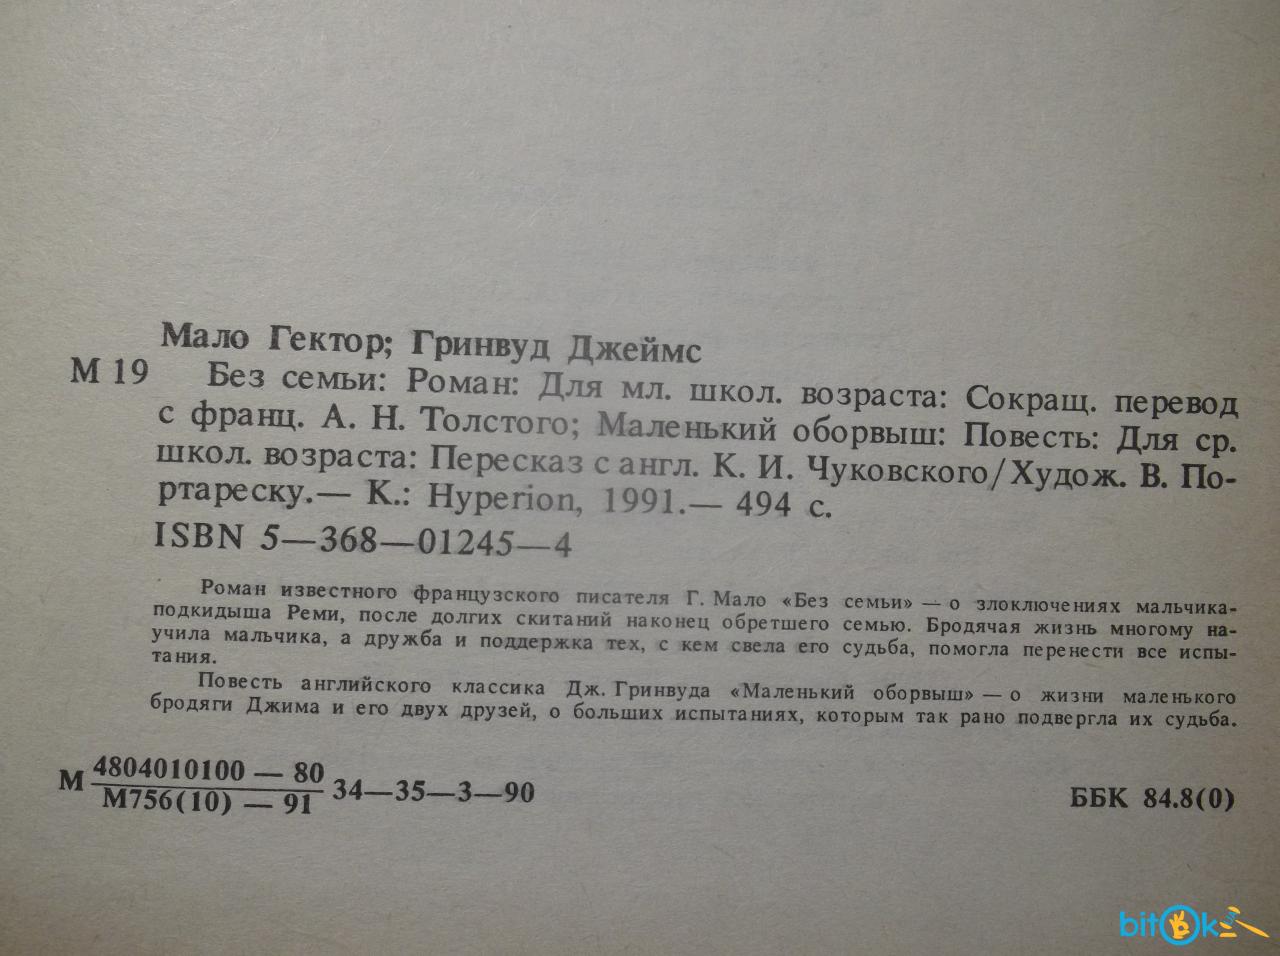 Мало Гектор; Гринвуд Джеймс
М 19 Без семьи: Роман: Для мл. школ. возраста: Сокращ. перевод
с франц. А. Н. Толстого; Маленький оборвыш: Повесть: Для ср.
школ. возраста: Пересказ с англ. К. И. Чуковского/Худож. В. По-
ртареску.— К.: Hyperion, 1991.— 494 с.
ISBN 5—368—01245—4
Роман известного французского писателя Г. Мало «Без семьи» — о злоключениях мальчика-
подкидыша Реми, после долгих скитаний наконец обретшего семью. Бродячая жизнь многому на-
учила мальчика, а дружба и поддержка тех, с кем свела его судьба, помогла перенести все испы-
тания.
Повесть английского классика Дж. Гринвуда «Маленький оборвыш» — о жизни маленького
бродяги Джима и его двух друзей, о больших испытаниях, которым так рано подвергла их судьба.
М 4804010100 — 80
М756(10) — 91 34—35—3—90
ББК 84.8(0)
bitok